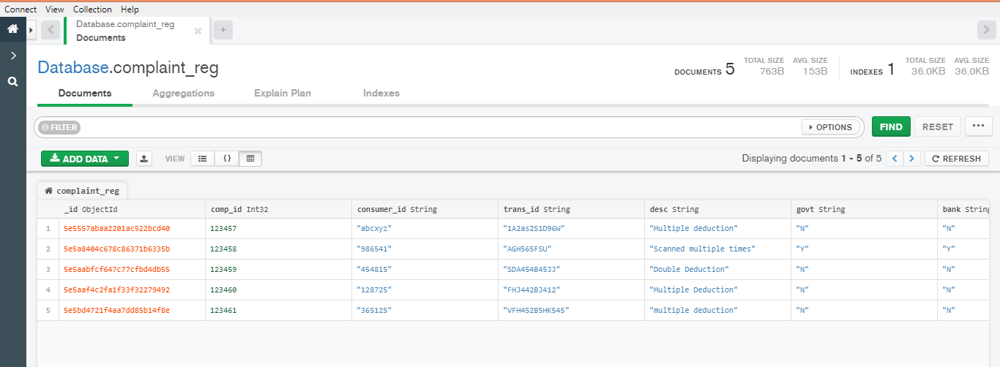 Connect View Collection Help
Database.complaint_reg
Documents
Database.complaint_reg
DOCUMENTS 5 TOTAL SIZE 763B AVG. SIZE 153B INDEXES 1 TOTAL SIZE 36.0KB AVG. SIZE 36.0KB
Documents Aggregations Explain Plan Indexes
FILTER OPTIONS FIND RESET ...
ADD DATA VIEW {} Displaying documents 1 - 5 of 5 REFRESH
complaint_reg
_id ObjectId comp_id Int32 consumer_id String trans_id String desc String govt String bank String
1 5e5557abaa2201ac522bcd40 123457 "abcxyz" "1A2as2S1D96W" "Multiple deduction" "N" "N"
2 5e5a8404c678c86371b6335b 123458 "986541" "AGH565FSU" "Scanned multiple times" "Y" "Y"
3 5e5aabfcf647c77cfbd4db55 123459 "454815" "SDA454B45JJ" "Double Deduction" "N" "N"
4 5e5aaf4c2fa1f33f32279492 123460 "128725" "FHJ442BJ412" "Multiple Deduction" "N" "N"
5 5e5bd4721f4aa7dd85b14f8e 123461 "365125" "VFH452B5HK545" "multiple deduction" "N" "N"